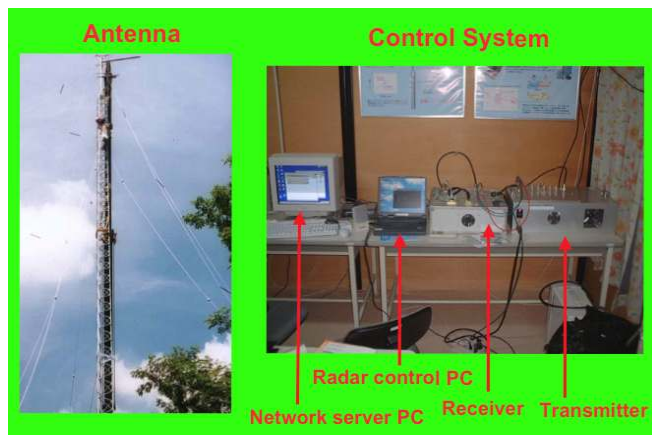 Antenna
Control System
Radar control PC
Network server PC
Receiver
Transmitter